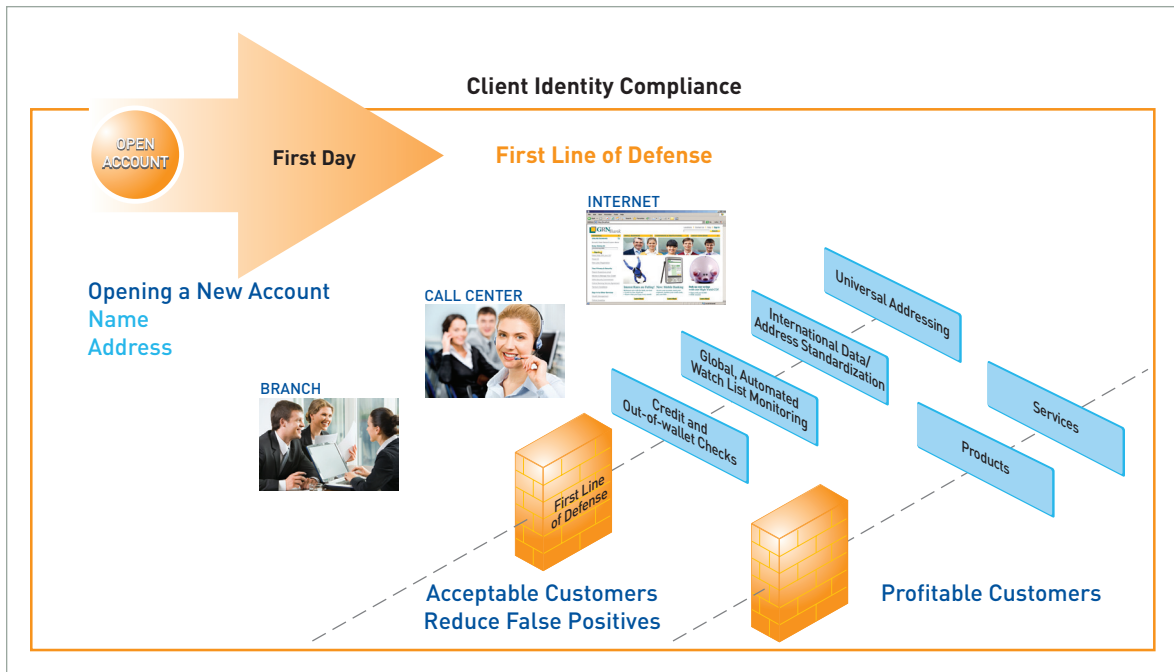 Client Identity Compliance
OPEN
ACCOUNT
First Day
First Line of Defense
INTERNET
Opening a New Account
Name
Address
CALL CENTER
BRANCH
Universal Addressing
International Data/
Address Standardization
Global, Automated
Watch List Monitoring
Credit and
Out-of-wallet Checks
Services
Products
First Line
of Defense
Acceptable Customers
Reduce False Positives
Profitable Customers